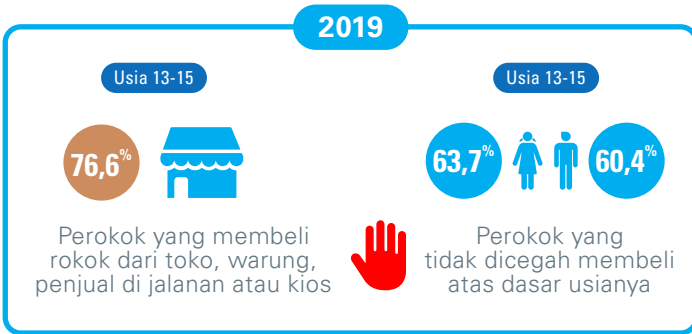 2019
Usia 13-15
76,6%
Perokok yang membeli
rokok dari toko, warung,
penjual di jalanan atau kios
Usia 13-15
63,7%
60,4%
Perokok yang
tidak dicegah membeli
atas dasar usianya